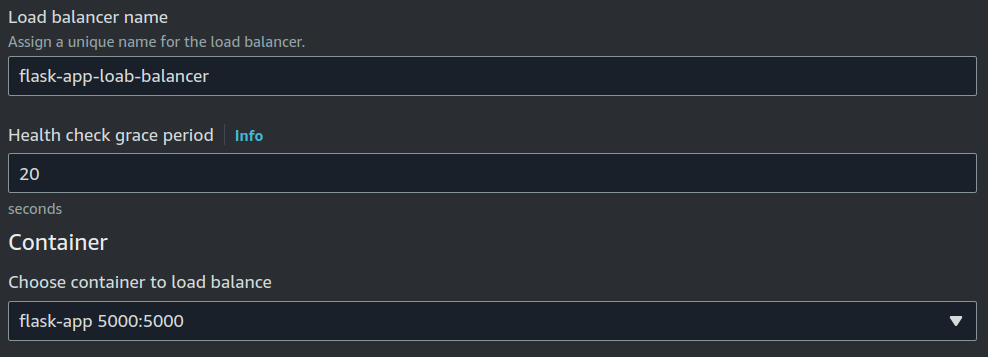 Load balancer name
Assign a unique name for the load balancer.
flask-app-loab-balancer
Health check grace period Info
20
seconds
Container
Choose container to load balance
flask-app 5000:5000